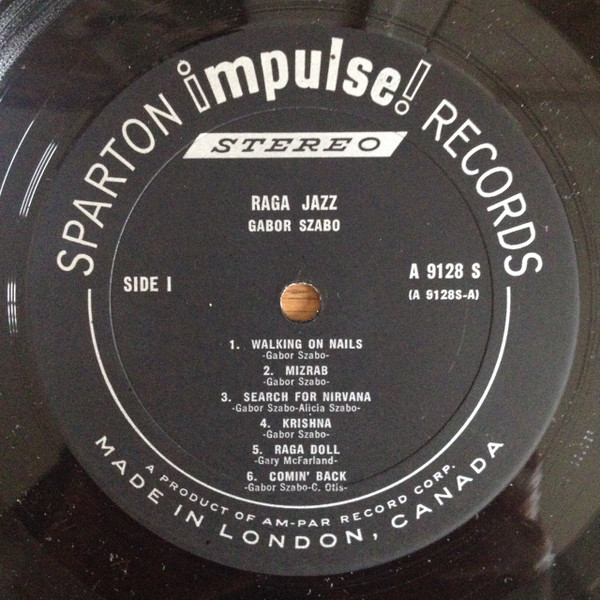 SPARTON impulse! RECORDS
STEREO
RAGA JAZZ
GABOR SZABO
SIDE I
A 9128 S
(A 9128S-A)
1. WALKING ON NAILS
-Gabor Szabo-
2. MIZRAB
-Gabor Szabo-
3. SEARCH FOR NIRVANA
-Gabor Szabo-Alicia Szabo-
4. KRISHNA
-Gabor Szabo-
5. RAGA DOLL
-Gary McFarland-
6. COMIN' BACK
-Gabor Szabo-C. Otis-
A PRODUCT OF AM-PAR RECORD CORP.
MADE IN LONDON, CANADA